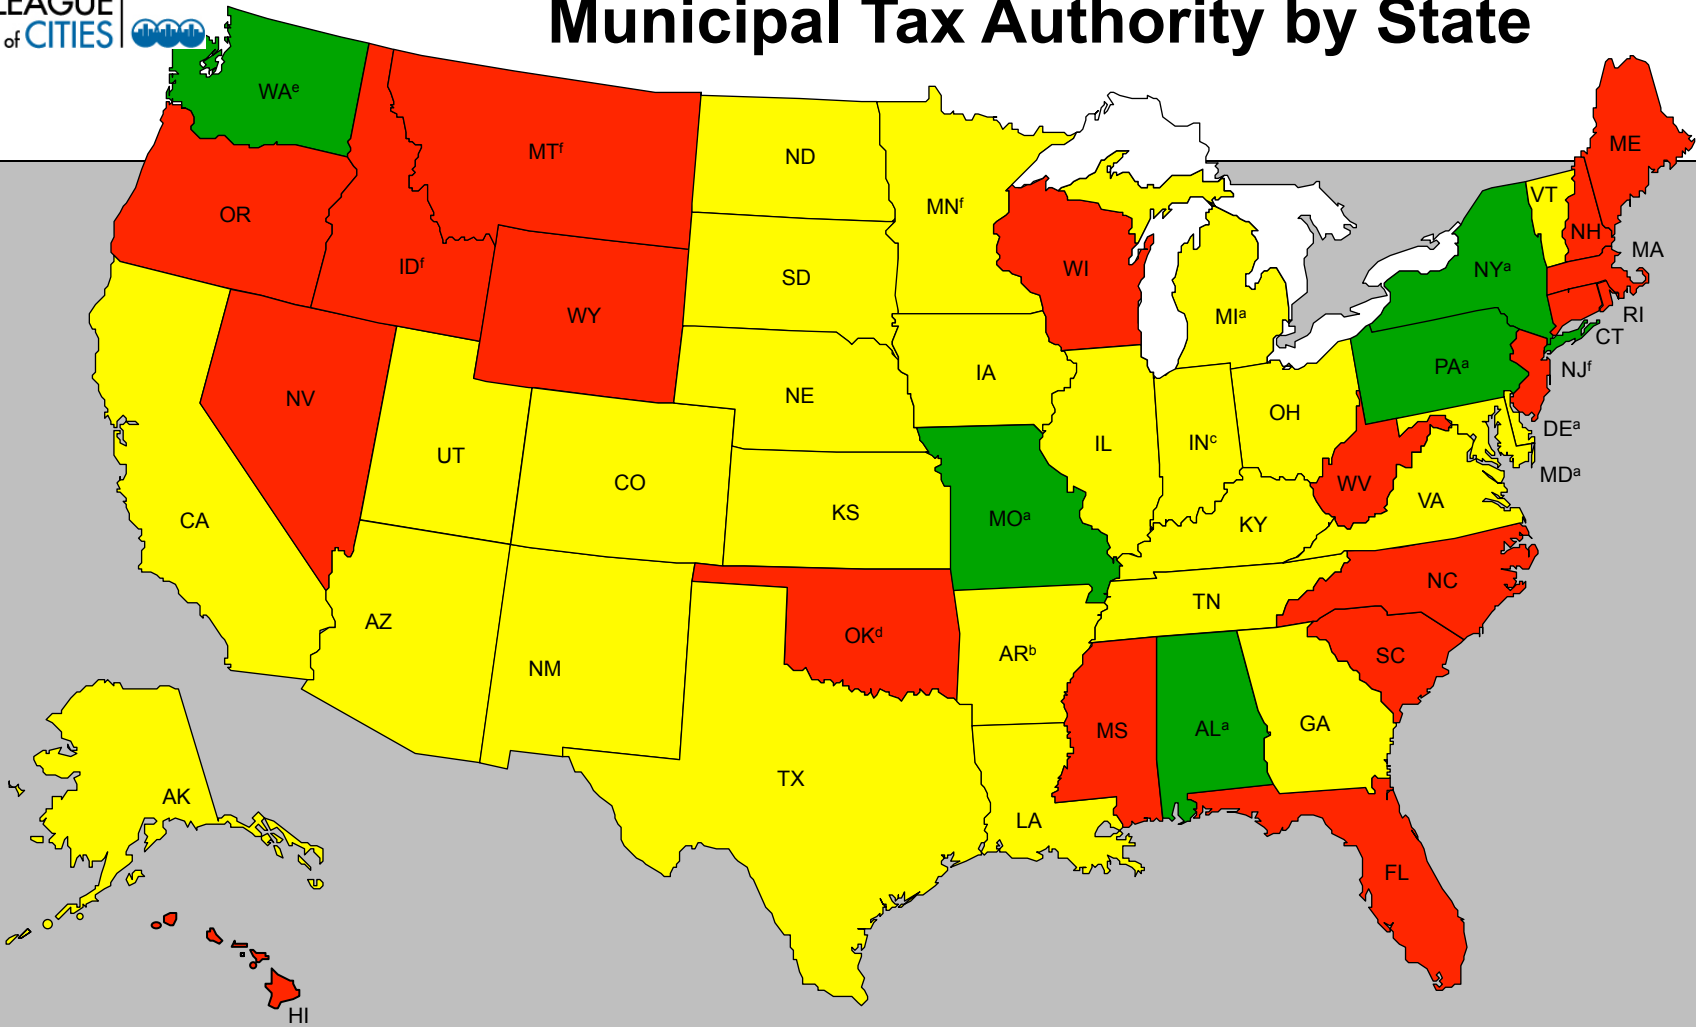 LEAGUE
of CITIES
Municipal Tax Authority by State
WAᵉ
MTᶠ
ND
MNᶠ
ME
VT
NH
OR
IDᶠ
SD
WI
MIᵃ
NYᵃ
MA
RI
CT
WY
NV
NE
IA
PAᵃ
NJᶠ
OH
DEᵃ
UT
CO
IL
INᶜ
MDᵃ
WV
VA
KS
MOᵃ
KY
CA
NC
TN
AZ
NM
OKᵈ
ARᵇ
SC
MS
ALᵃ
GA
TX
AK
LA
FL
HI